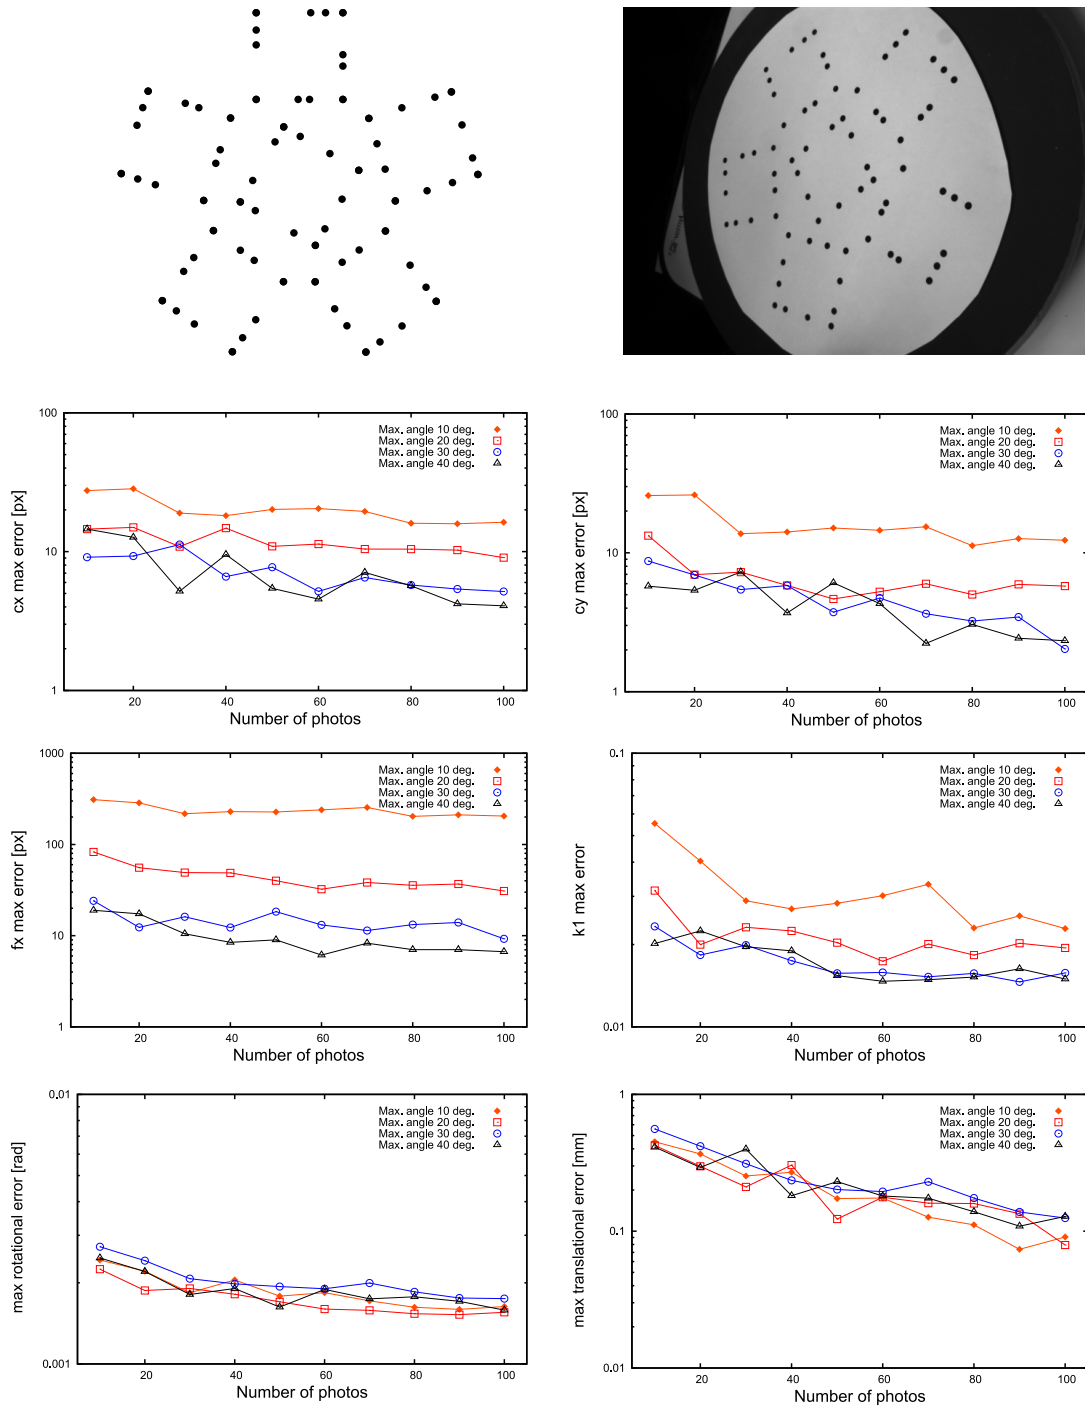 100
10
1
cx max error [px]
Max. angle 10 deg.
Max. angle 20 deg.
Max. angle 30 deg.
Max. angle 40 deg.
20 40 60 80 100
Number of photos
100
10
1
cy max error [px]
Max. angle 10 deg.
Max. angle 20 deg.
Max. angle 30 deg.
Max. angle 40 deg.
20 40 60 80 100
Number of photos
1000
100
10
1
fx max error [px]
Max. angle 10 deg.
Max. angle 20 deg.
Max. angle 30 deg.
Max. angle 40 deg.
20 40 60 80 100
Number of photos
0.1
0.01
k1 max error
Max. angle 10 deg.
Max. angle 20 deg.
Max. angle 30 deg.
Max. angle 40 deg.
20 40 60 80 100
Number of photos
0.01
0.001
max rotational error [rad]
Max. angle 10 deg.
Max. angle 20 deg.
Max. angle 30 deg.
Max. angle 40 deg.
20 40 60 80 100
Number of photos
1
0.1
0.01
max translational error [mm]
Max. angle 10 deg.
Max. angle 20 deg.
Max. angle 30 deg.
Max. angle 40 deg.
20 40 60 80 100
Number of photos